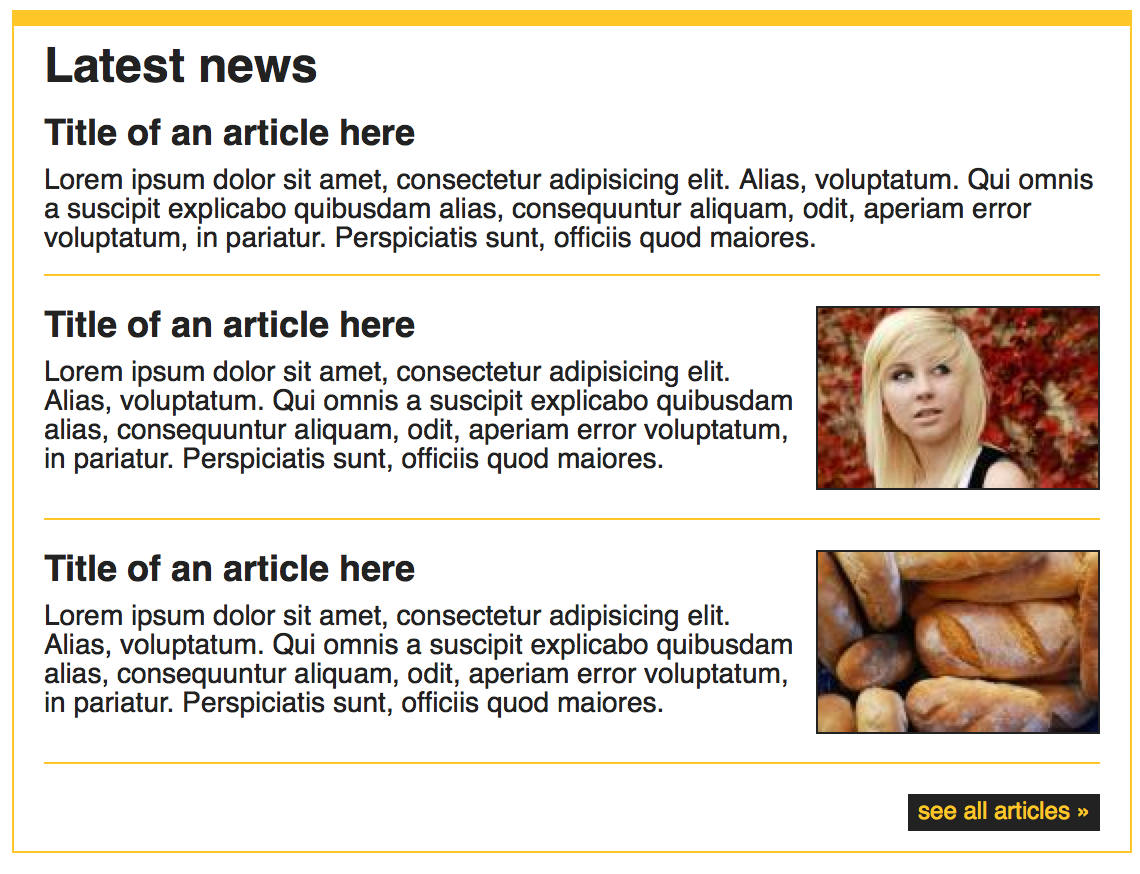 Latest news
Title of an article here
Lorem ipsum dolor sit amet, consectetur adipisicing elit. Alias, voluptatum. Qui omnis
a suscipit explicabo quibusdam alias, consequuntur aliquam, odit, aperiam error
voluptatum, in pariatur. Perspiciatis sunt, officiis quod maiores.
Title of an article here
Lorem ipsum dolor sit amet, consectetur adipisicing elit.
Alias, voluptatum. Qui omnis a suscipit explicabo quibusdam
alias, consequuntur aliquam, odit, aperiam error voluptatum,
in pariatur. Perspiciatis sunt, officiis quod maiores.
Title of an article here
Lorem ipsum dolor sit amet, consectetur adipisicing elit.
Alias, voluptatum. Qui omnis a suscipit explicabo quibusdam
alias, consequuntur aliquam, odit, aperiam error voluptatum,
in pariatur. Perspiciatis sunt, officiis quod maiores.
see all articles »